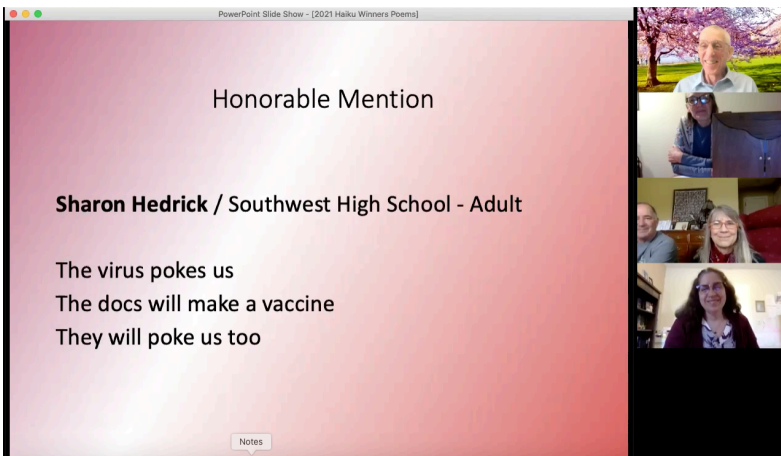 PowerPoint Slide Show - [2021 Haiku Winners Poems]
Honorable Mention
Sharon Hedrick / Southwest High School - Adult
The virus pokes us
The docs will make a vaccine
They will poke us too
Notes